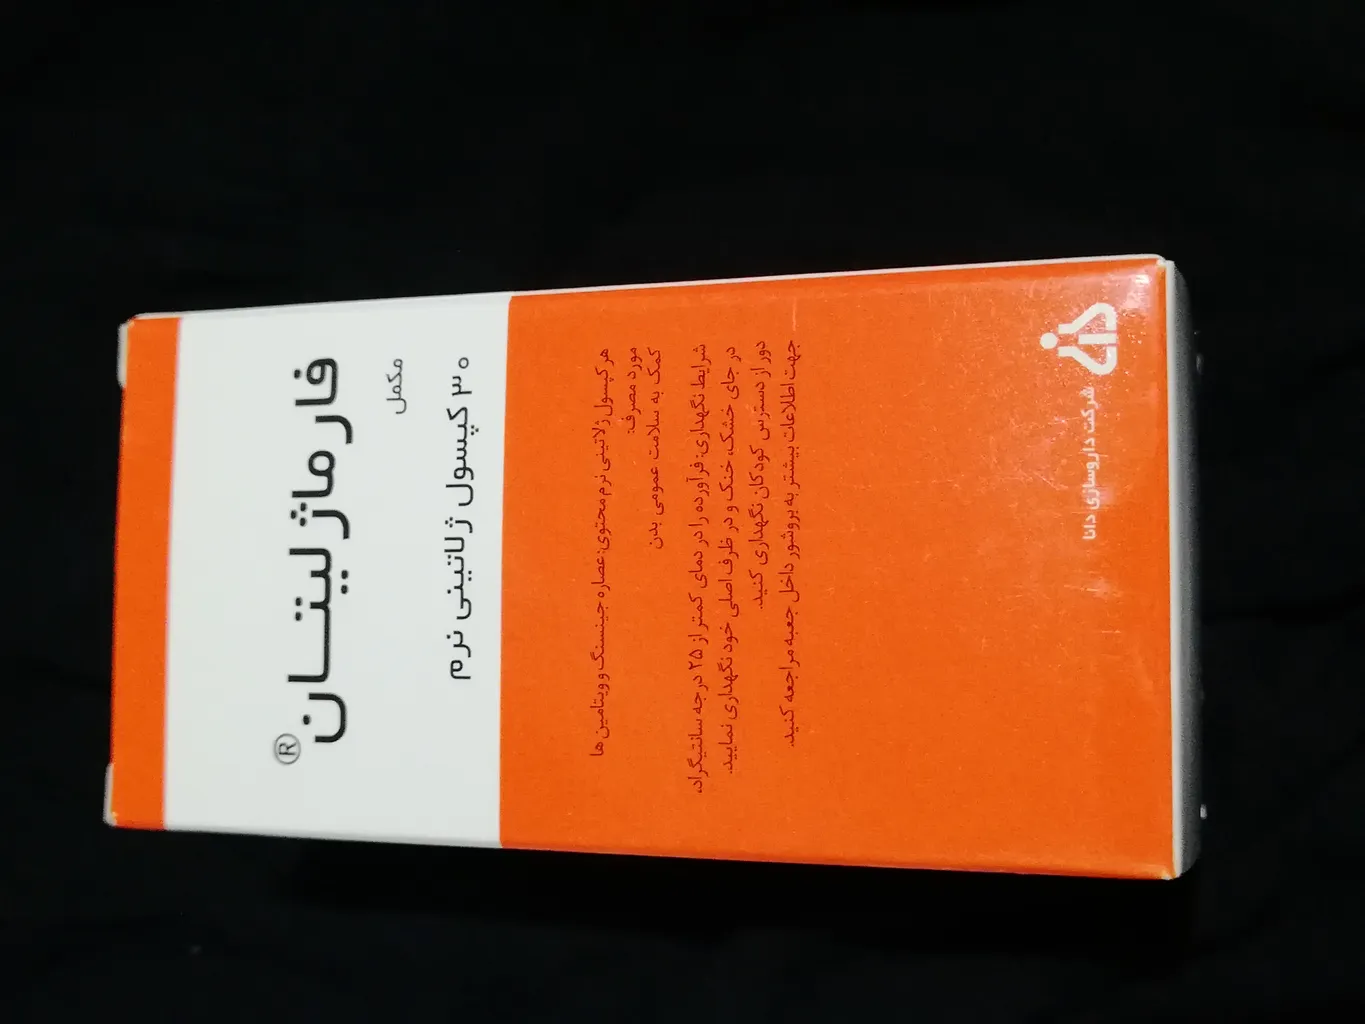 فارماژلیتان®
مکمل
۳۰ کپسول ژلاتینی نرم
هر کپسول ژلاتینی نرم محتوی: عصاره جینسنگ و ویتامین ها
مورد مصرف:
کمک به سلامت عمومی بدن
شرایط نگهداری: فرآورده را در دمای کمتر از ۲۵ درجه سانتیگراد،
در جای خشک، خنک و در ظرف اصلی خود نگهداری نمایید.
دور از دسترس کودکان نگهداری کنید.
جهت اطلاعات بیشتر به بروشور داخل جعبه مراجعه کنید.
دانا
شرکت داروسازی دانا